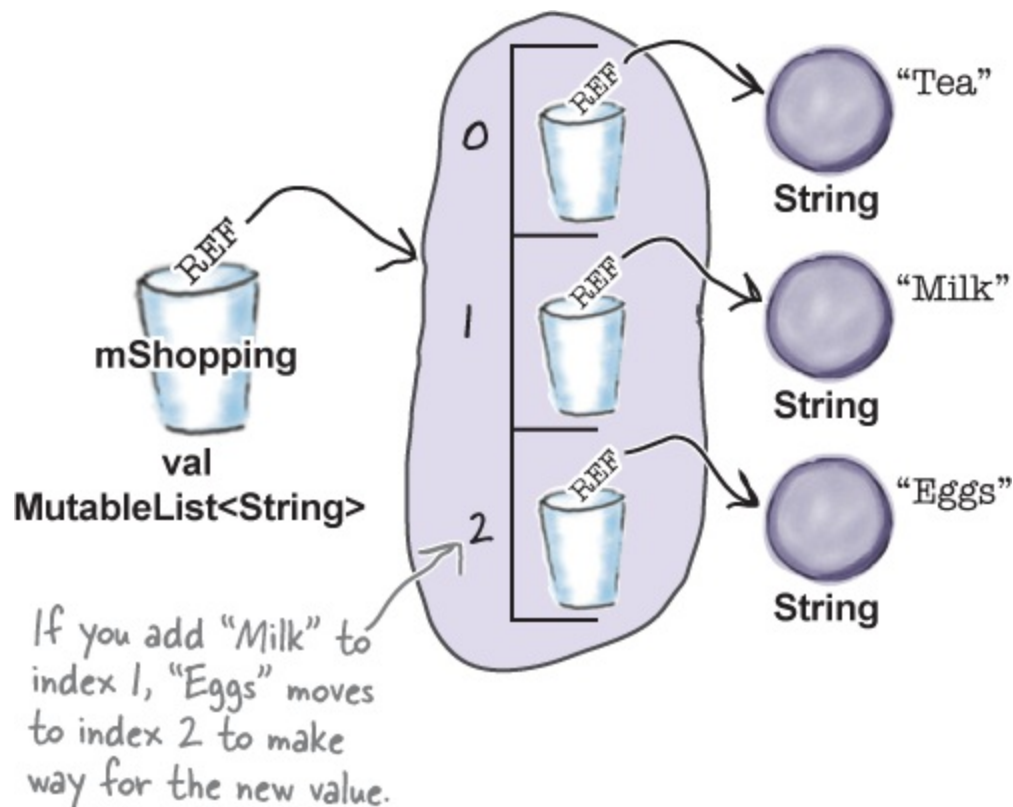 REF
“Tea”
0
String
REF
mShopping
val
MutableList<String>
REF
“Milk”
1
String
REF
“Eggs”
2
String
If you add “Milk” to
index 1, “Eggs” moves
to index 2 to make
way for the new value.